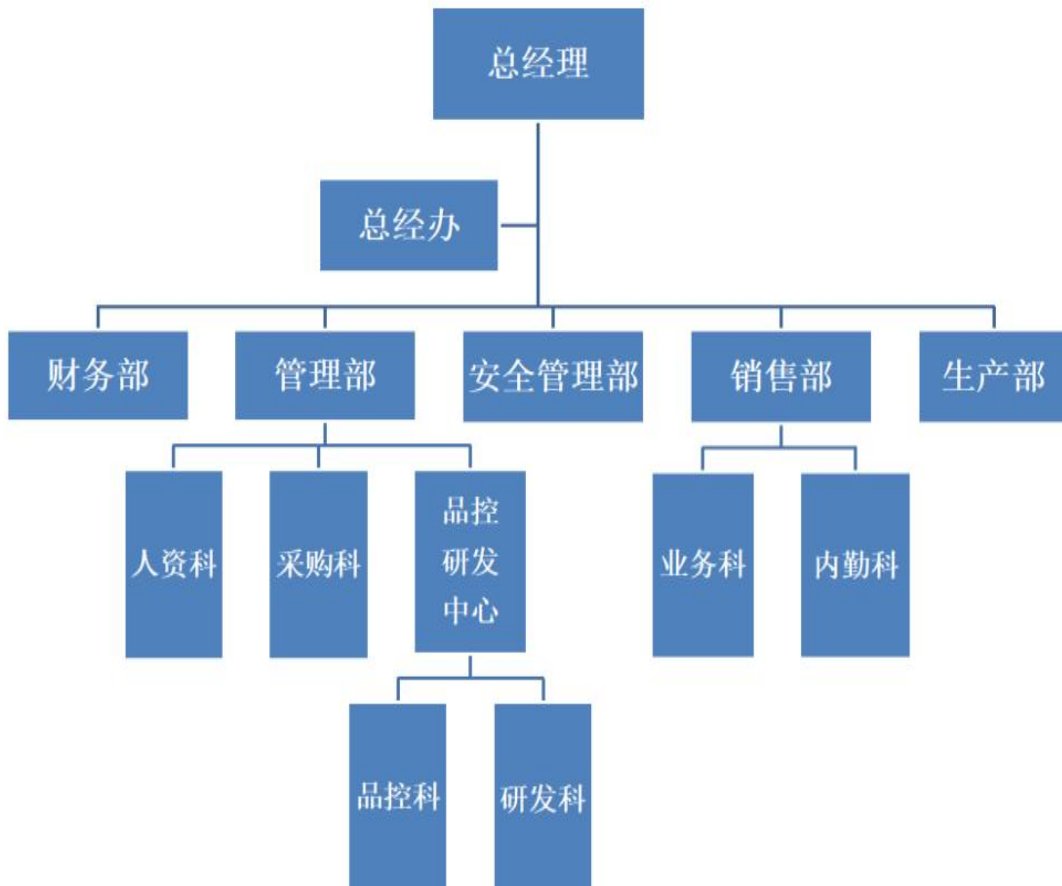 总经理
总经办
财务部
管理部
安全管理部
销售部
生产部
人资科
采购科
品控
研发
中心
业务科
内勤科
品控科
研发科